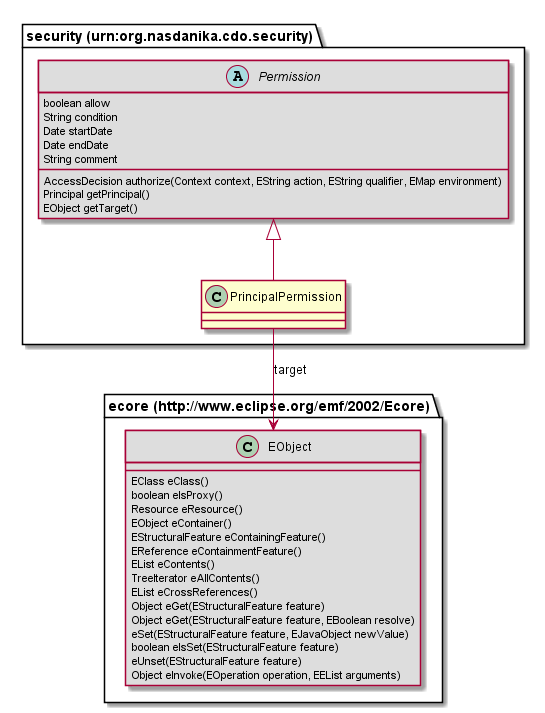 security (urn:org.nasdanika.cdo.security)
A Permission
boolean allow
String condition
Date startDate
Date endDate
String comment
AccessDecision authorize(Context context, EString action, EString qualifier, EMap environment)
Principal getPrincipal()
EObject getTarget()
C PrincipalPermission
target
ecore (http://www.eclipse.org/emf/2002/Ecore)
C EObject
EClass eClass()
boolean eIsProxy()
Resource eResource()
EObject eContainer()
EStructuralFeature eContainingFeature()
EReference eContainmentFeature()
EList eContents()
TreeIterator eAllContents()
EList eCrossReferences()
Object eGet(EStructuralFeature feature)
Object eGet(EStructuralFeature feature, EBoolean resolve)
eSet(EStructuralFeature feature, EJavaObject newValue)
boolean eIsSet(EStructuralFeature feature)
eUnset(EStructuralFeature feature)
Object eInvoke(EOperation operation, EEList arguments)